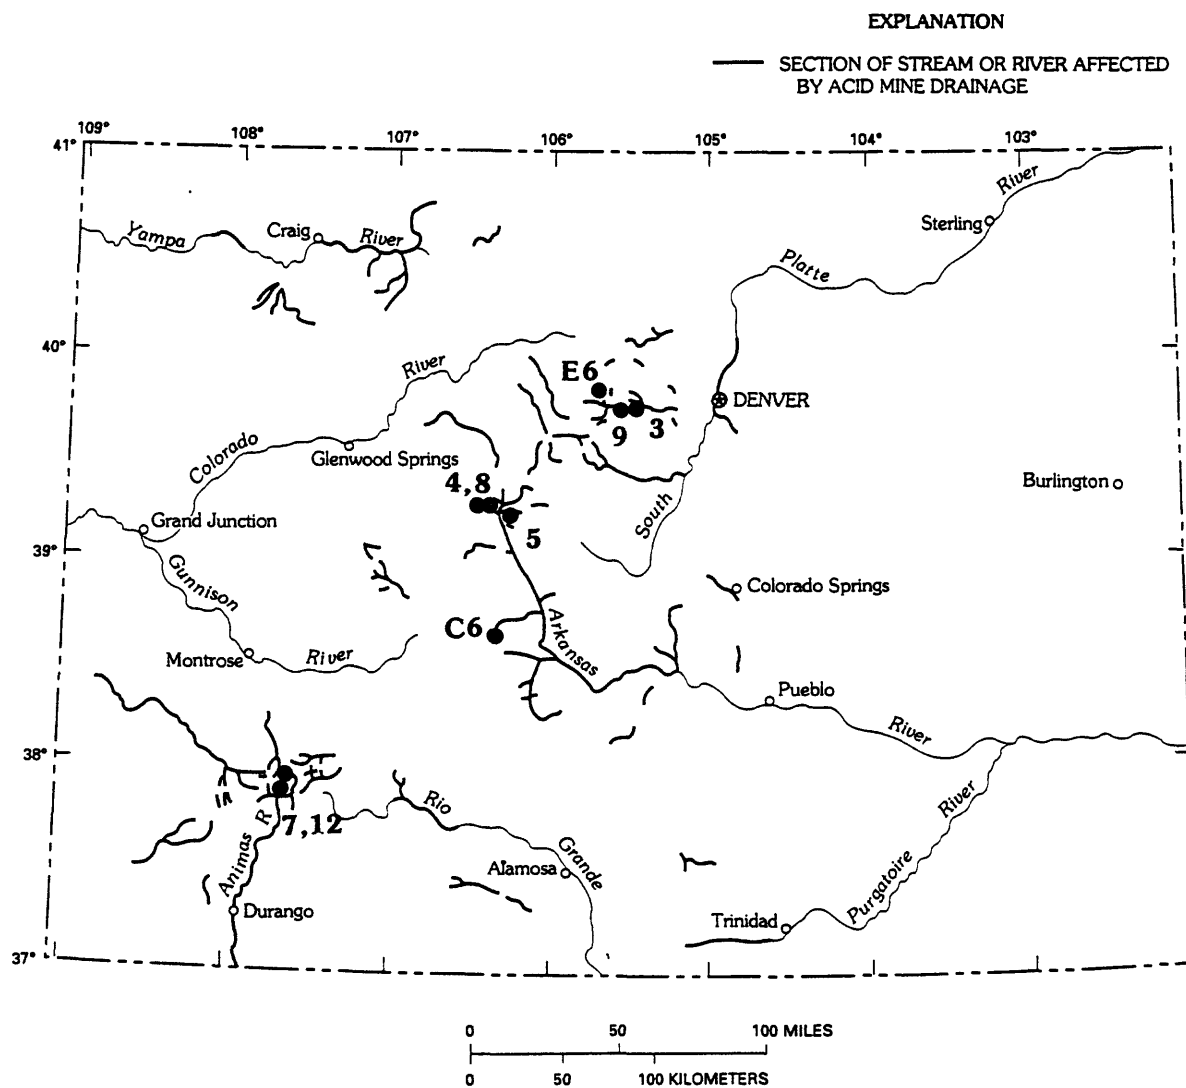 EXPLANATION
SECTION OF STREAM OR RIVER AFFECTED
BY ACID MINE DRAINAGE
109°
108°
107°
106°
105°
104°
103°
41°
River
Sterling
Yampa
Craig
River
Platte
40°
River
E6
DENVER
9
3
Colorado
Glenwood Springs
4,8
Burlington
South
Grand Junction
5
39°
Gunnison
Colorado Springs
Arkansas
C6
Montrose
River
Pueblo
River
38°
River
Rio
7,12
Animas R
Grande
Alamosa
Purgatoire
Durango
Trinidad
37°
0 50 100 MILES
0 50 100 KILOMETERS